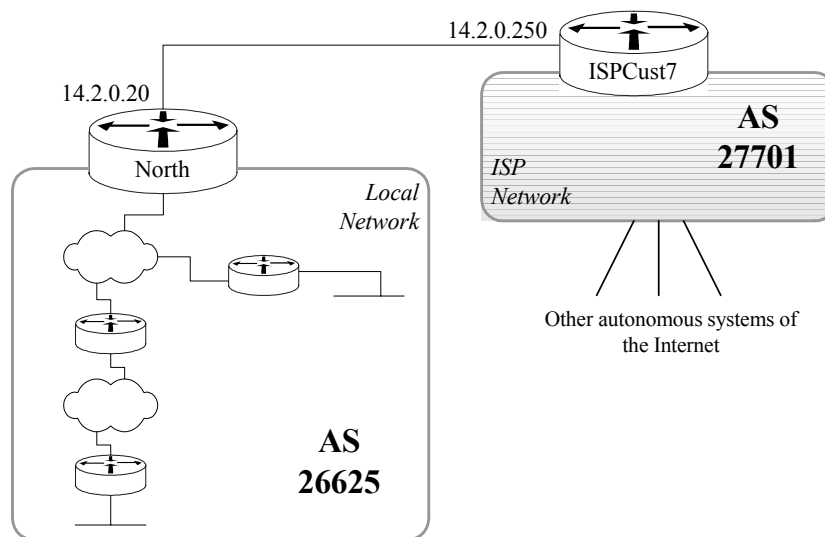 14.2.0.250
ISPCust7
14.2.0.20
North
AS
27701
ISP
Network
Local
Network
Other autonomous systems of
the Internet
AS
26625